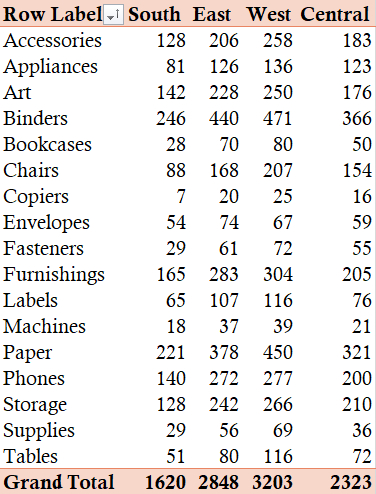 Row Label South East West Central
Accessories 128 206 258 183
Appliances 81 126 136 123
Art 142 228 250 176
Binders 246 440 471 366
Bookcases 28 70 80 50
Chairs 88 168 207 154
Copiers 7 20 25 16
Envelopes 54 74 67 59
Fasteners 29 61 72 55
Furnishings 165 283 304 205
Labels 65 107 116 76
Machines 18 37 39 21
Paper 221 378 450 321
Phones 140 272 277 200
Storage 128 242 266 210
Supplies 29 56 69 36
Tables 51 80 116 72
Grand Total 1620 2848 3203 2323